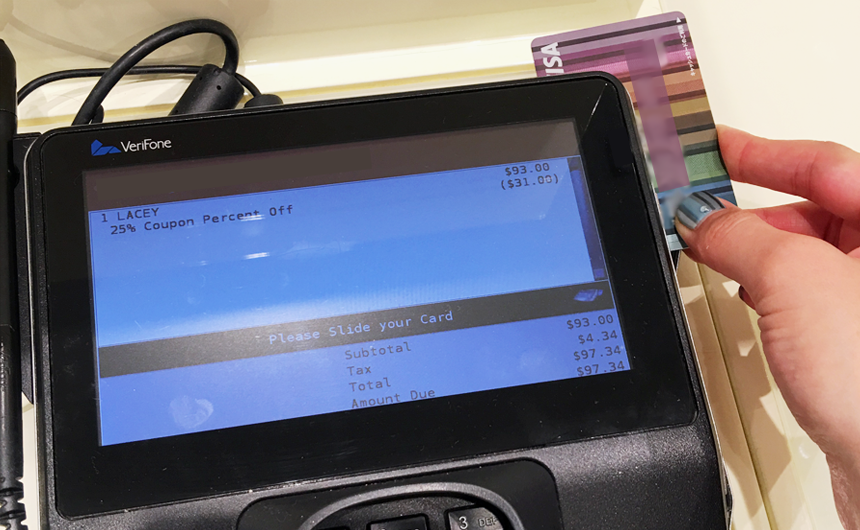 VISA
VeriFone
1 LACEY $93.00
25% Coupon Percent Off ($31.00)
Please Slide your Card
Subtotal $93.00
Tax $4.34
Total $97.34
Amount Due $97.34
3 DEF